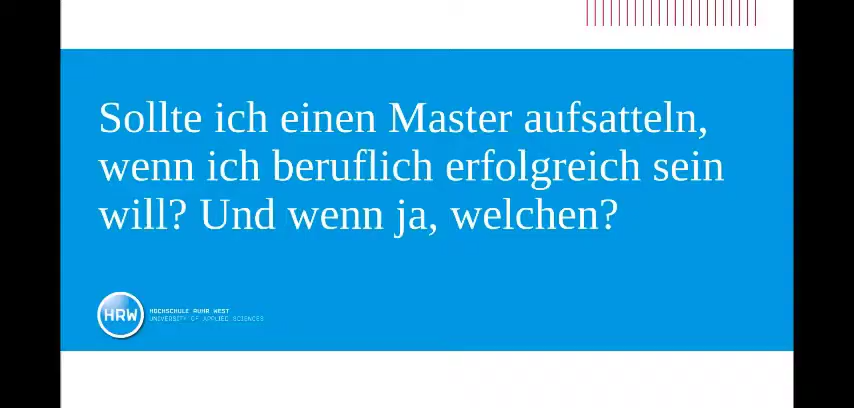 Sollte ich einen Master aufsatteln,
wenn ich beruflich erfolgreich sein
will? Und wenn ja, welchen?
HRW
HOCHSCHULE RUHR WEST
UNIVERSITY OF APPLIED SCIENCES